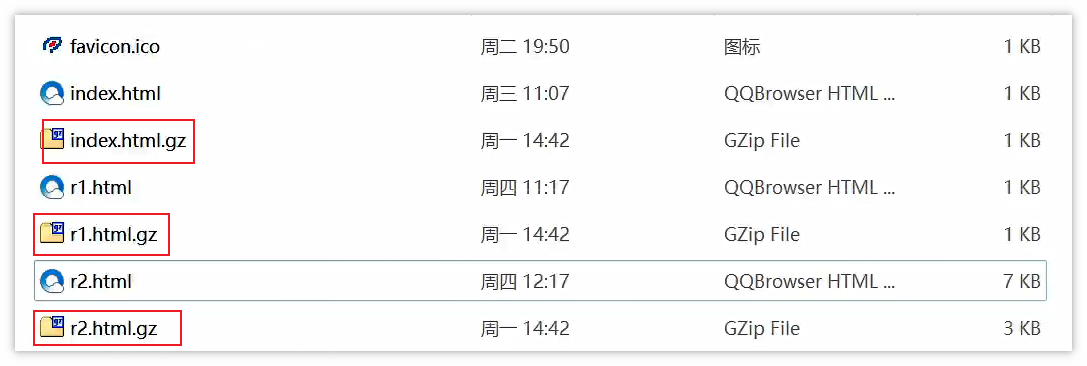 favicon.ico 周二 19:50 图标 1 KB
index.html 周三 11:07 QQBrowser HTML ... 1 KB
index.html.gz 周一 14:42 GZip File 1 KB
r1.html 周四 11:17 QQBrowser HTML ... 1 KB
r1.html.gz 周一 14:42 GZip File 1 KB
r2.html 周四 12:17 QQBrowser HTML ... 7 KB
r2.html.gz 周一 14:42 GZip File 3 KB